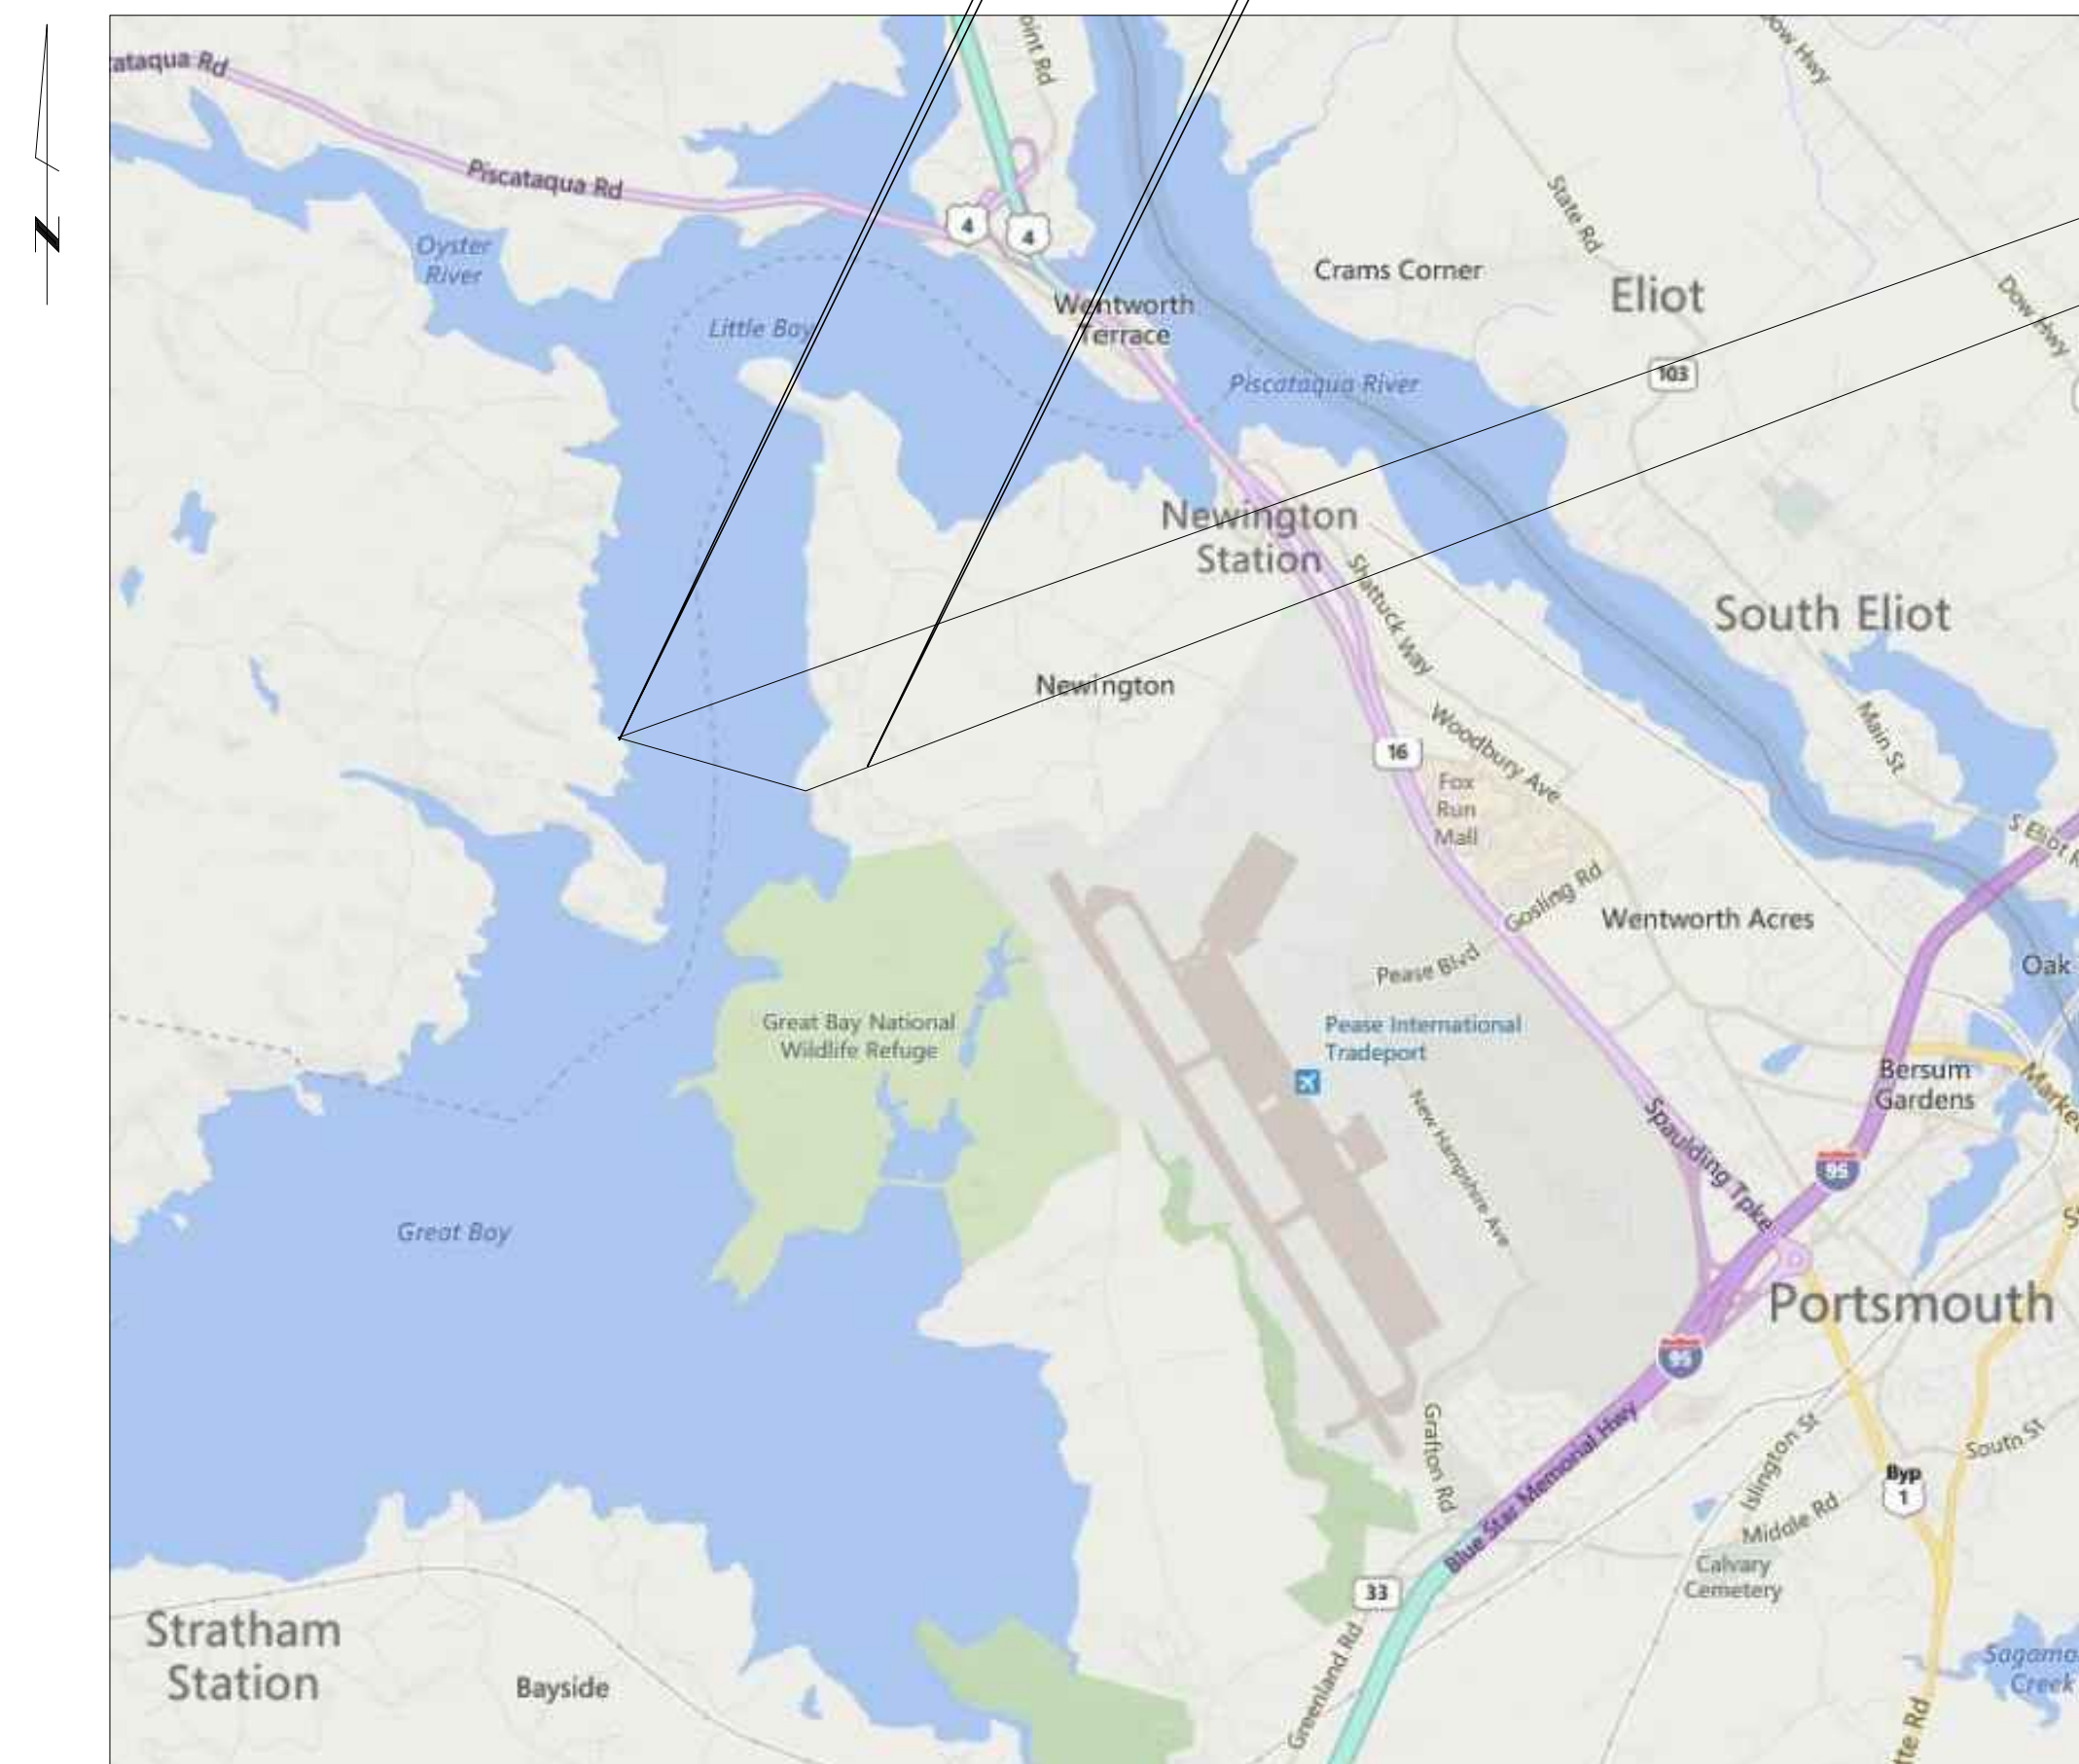 Piscataqua Rd
4
4
Oyster
River
Little Bay
Wentworth
Terrace
Crams Corner
State Rd
Eliot
Dow Hwy
103
Piscataqua River
Newington
Station
Shattuck Way
South Eliot
Newington
Main St
Woodbury Ave
16
Fox
Run
Mall
Gosling Rd
Wentworth Acres
Pease Blvd
Oak
Great Bay National
Wildlife Refuge
Pease International
Tradeport
Bersum
Gardens
New Hampshire Ave
Spaulding Tpke
95
Great Bay
Portsmouth
95
Grafton Rd
Blue Star Memorial Hwy
Islington St
South St
Byp
1
Middle Rd
Calvary
Cemetery
33
Greenland Rd
Stratham
Station
Bayside
Creek
N